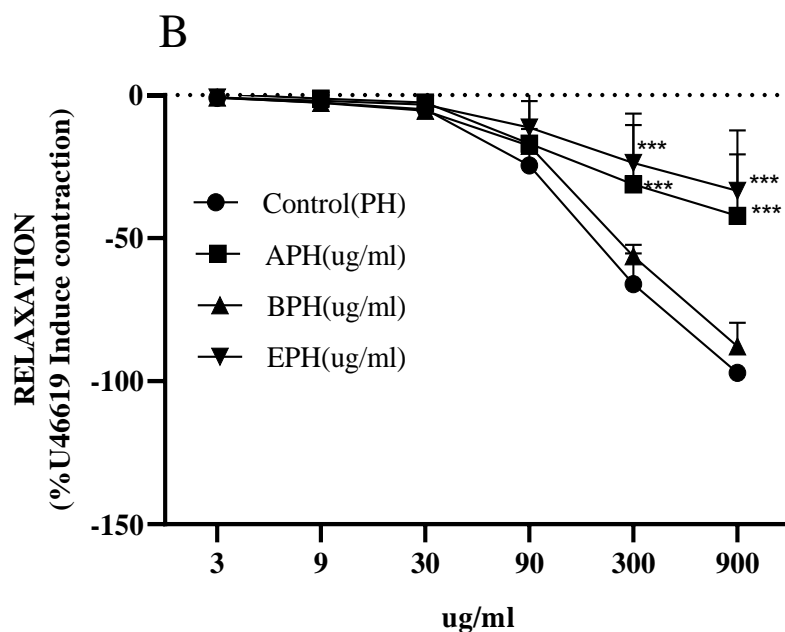 B
RELAXATION
(%U46619 Induce contraction)
0
-50
-100
-150
Control(PH)
APH(ug/ml)
BPH(ug/ml)
EPH(ug/ml)
***
***
***
***
3 9 30 90 300 900
ug/ml